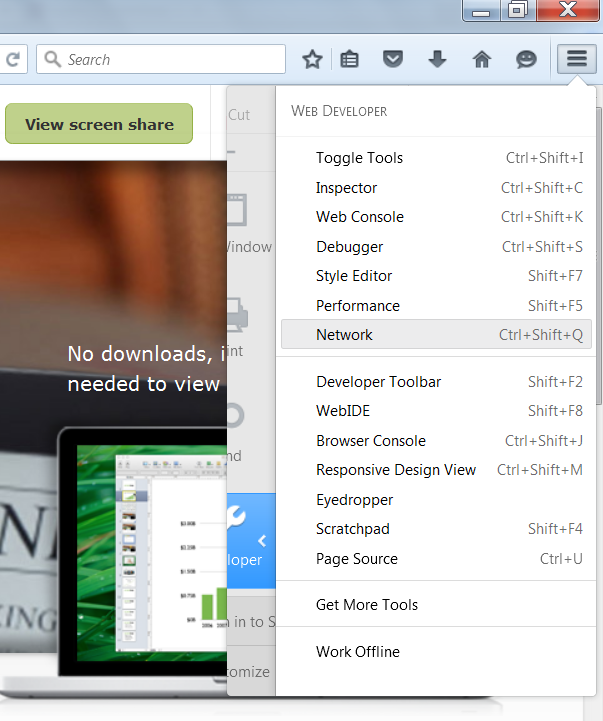 Search
View screen share
Cut
WEB DEVELOPER
Toggle Tools Ctrl+Shift+I
Inspector Ctrl+Shift+C
Web Console Ctrl+Shift+K
Debugger Ctrl+Shift+S
Style Editor Shift+F7
Performance Shift+F5
Network Ctrl+Shift+Q
Developer Toolbar Shift+F2
WebIDE Shift+F8
Browser Console Ctrl+Shift+J
Responsive Design View Ctrl+Shift+M
Eyedropper
Scratchpad Shift+F4
Page Source Ctrl+U
Get More Tools
Work Offline
Window
int
nd
loper
in to S
tomize
No downloads, i
needed to view
KING